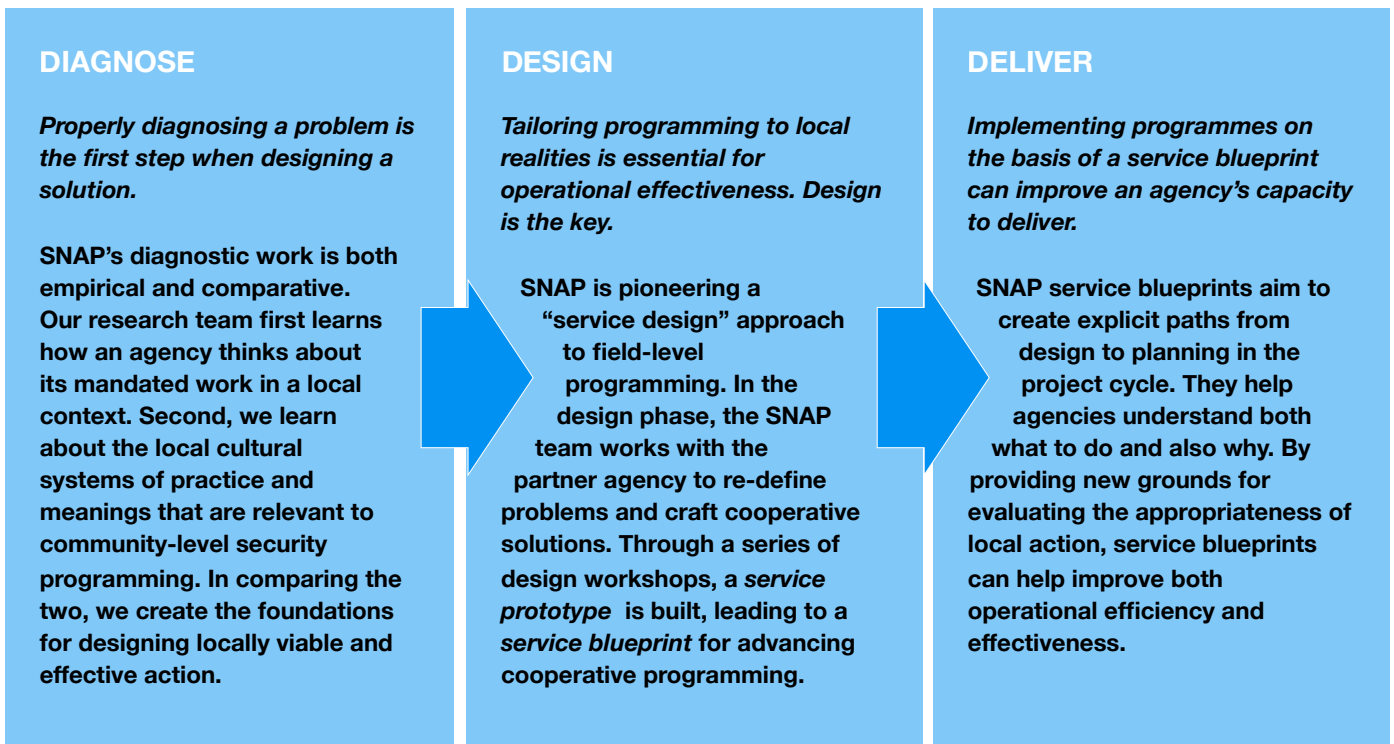 DIAGNOSE
Properly diagnosing a problem is
the first step when designing a
solution.
SNAP’s diagnostic work is both
empirical and comparative.
Our research team first learns
how an agency thinks about
its mandated work in a local
context. Second, we learn
about the local cultural
systems of practice and
meanings that are relevant to
community-level security
programming. In comparing the
two, we create the foundations
for designing locally viable and
effective action.
DESIGN
Tailoring programming to local
realities is essential for
operational effectiveness. Design
is the key.
SNAP is pioneering a
“service design” approach
to field-level
programming. In the
design phase, the SNAP
team works with the
partner agency to re-define
problems and craft cooperative
solutions. Through a series of
design workshops, a service
prototype is built, leading to a
service blueprint for advancing
cooperative programming.
DELIVER
Implementing programmes on
the basis of a service blueprint
can improve an agency’s capacity
to deliver.
SNAP service blueprints aim to
create explicit paths from
design to planning in the
project cycle. They help
agencies understand both
what to do and also why. By
providing new grounds for
evaluating the appropriateness of
local action, service blueprints
can help improve both
operational efficiency and
effectiveness.